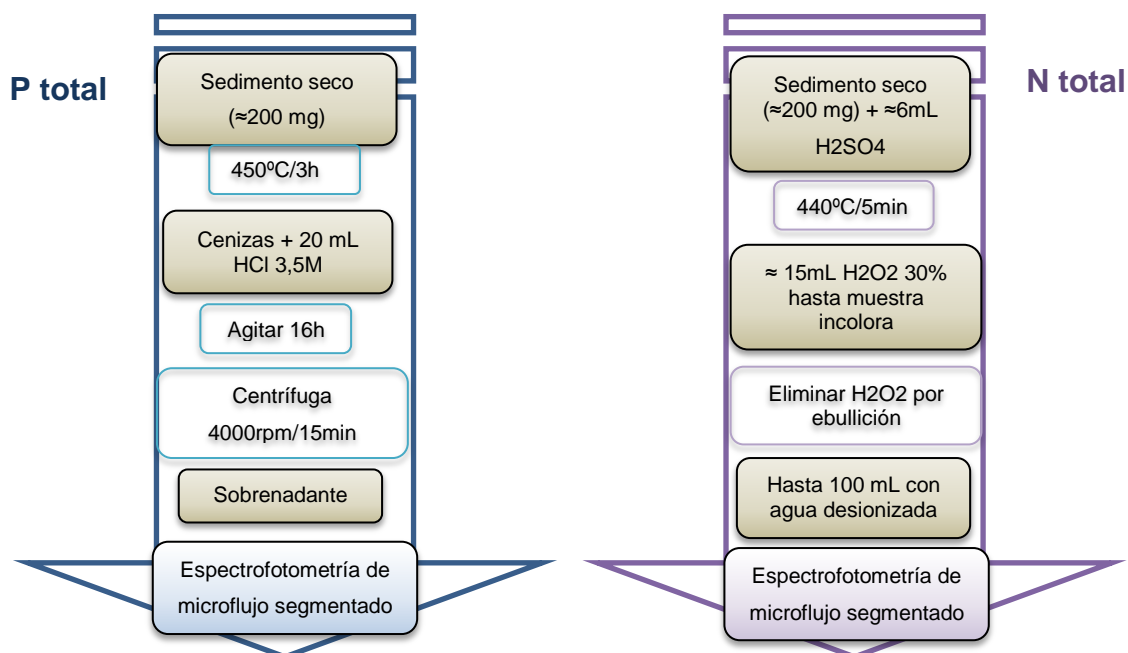 P total
Sedimento seco
(≈200 mg)
450ºC/3h
Cenizas + 20 mL
HCl 3,5M
Agitar 16h
Centrífuga
4000rpm/15min
Sobrenadante
Espectrofotometría de
microflujo segmentado
N total
Sedimento seco
(≈200 mg) + ≈6mL
H2SO4
440ºC/5min
≈ 15mL H2O2 30%
hasta muestra
incolora
Eliminar H2O2 por
ebullición
Hasta 100 mL con
agua desionizada
Espectrofotometría de
microflujo segmentado